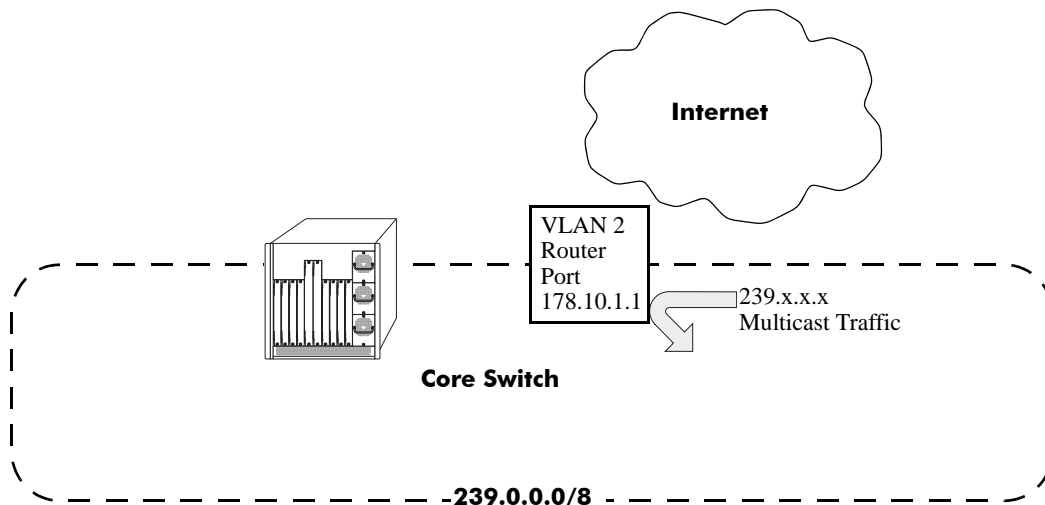 Internet
VLAN 2
Router
Port
178.10.1.1
239.x.x.x
Multicast Traffic
Core Switch
239.0.0.0/8